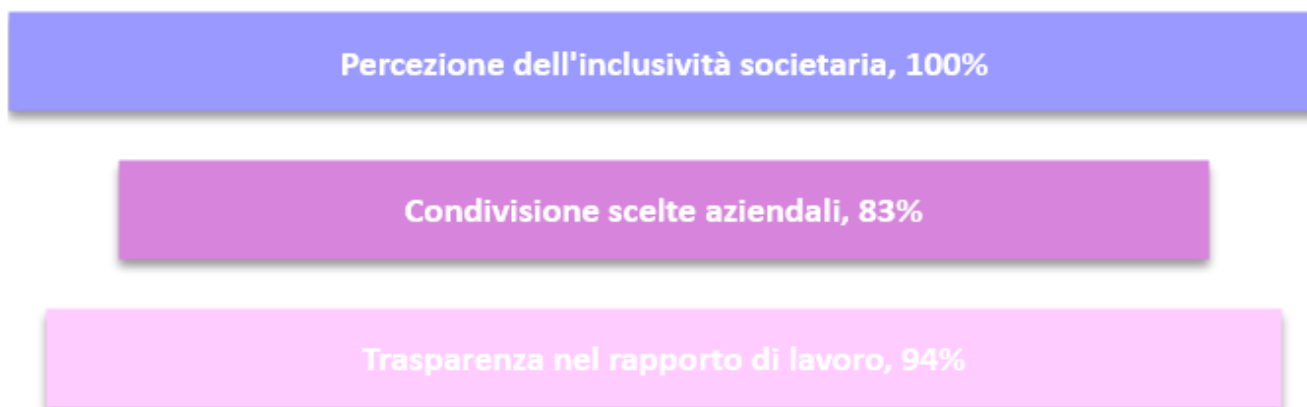 Percezione dell'inclusività societaria, 100%
Condivisione scelte aziendali, 83%
Trasparenza nel rapporto di lavoro, 94%